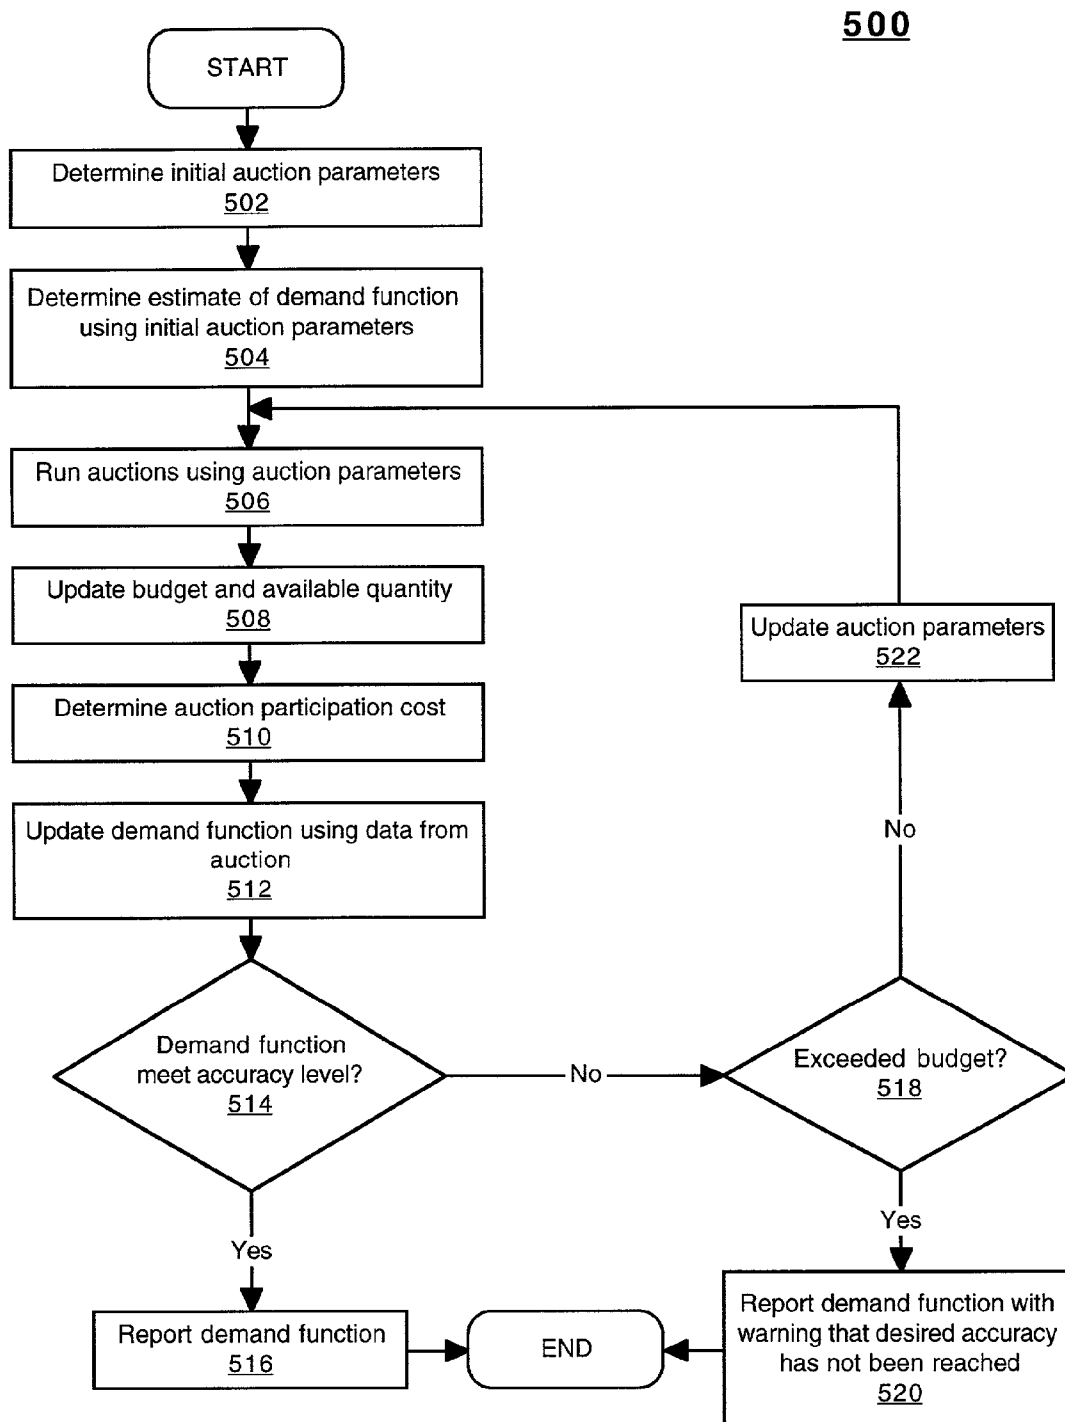 500
START
Determine initial auction parameters
502
Determine estimate of demand function
using initial auction parameters
504
Run auctions using auction parameters
506
Update budget and available quantity
508
Update auction parameters
522
Determine auction participation cost
510
Update demand function using data from
auction
512
No
Demand function
meet accuracy level?
514
No
Exceeded budget?
518
Yes
Yes
Report demand function
516
END
Report demand function with
warning that desired accuracy
has not been reached
520